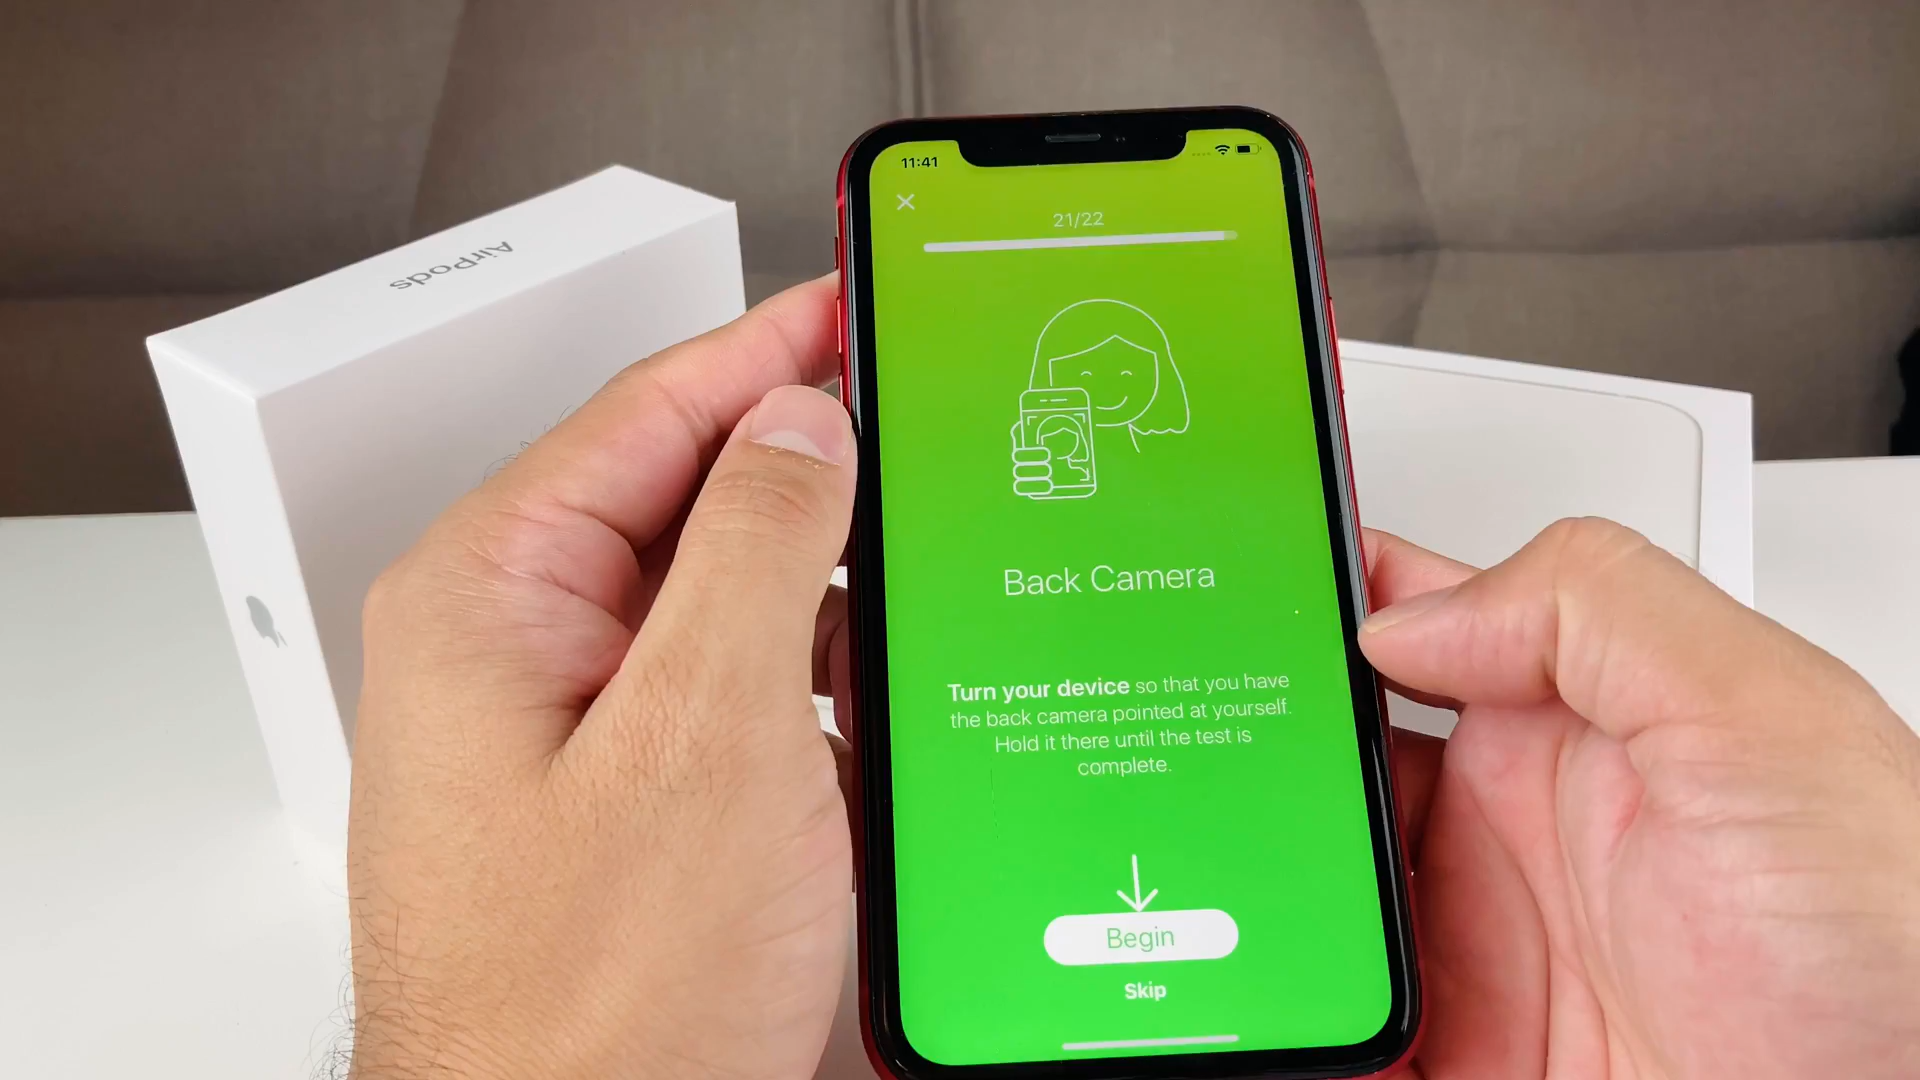 AirPods
11:41
21/22
Back Camera
Turn your device so that you have
the back camera pointed at yourself.
Hold it there until the test is
complete.
Begin
Skip